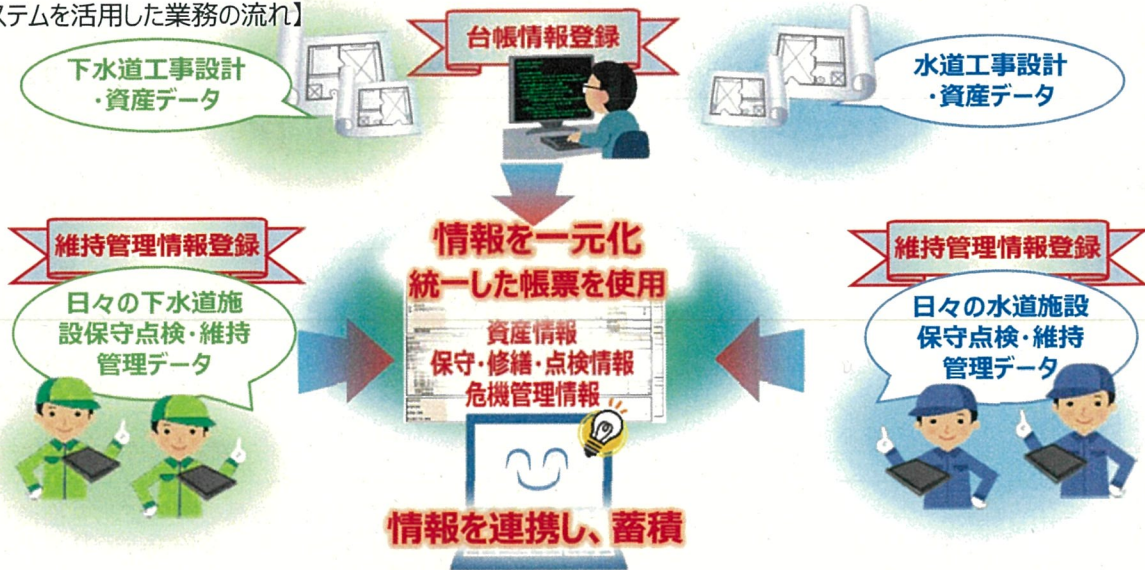 ステムを活用した業務の流れ】
台帳情報登録
下水道工事設計
・資産データ
水道工事設計
・資産データ
情報を一元化
統一した帳票を使用
資産情報
保守・修繕・点検情報
危機管理情報
維持管理情報登録
日々の下水道施
設保守点検・維持
管理データ
維持管理情報登録
日々の水道施設
保守点検・維持
管理データ
情報を連携し、蓄積